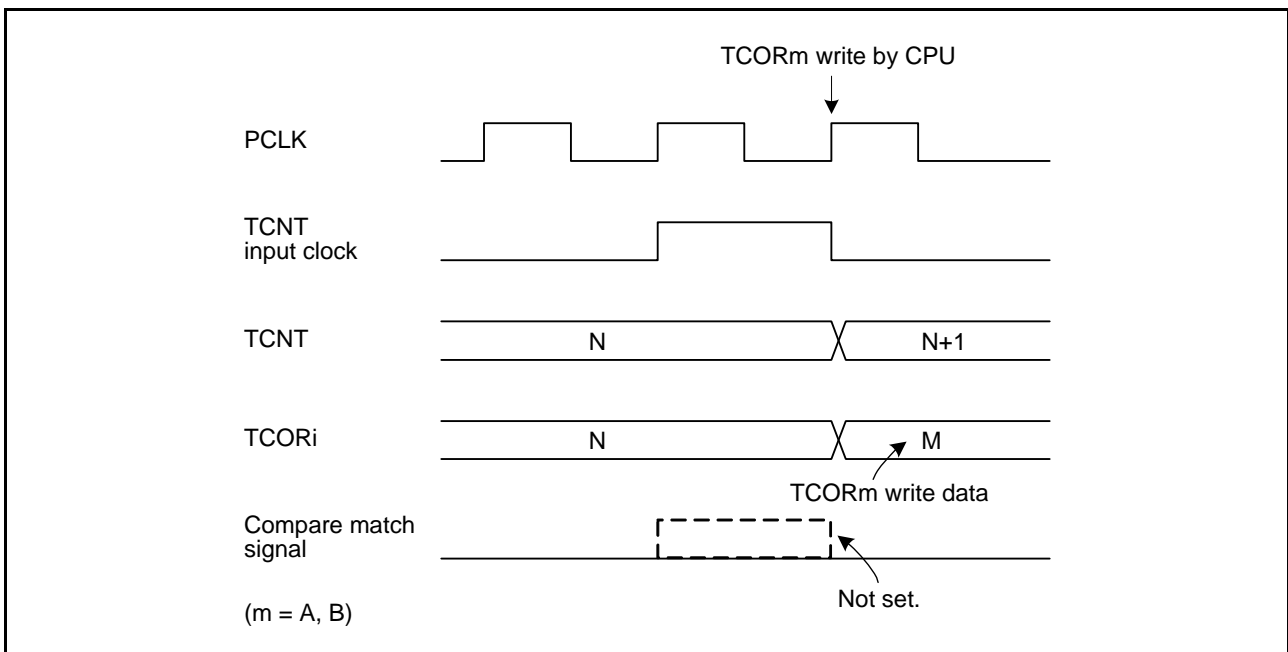 TCORm write by CPU
PCLK
TCNT
input clock
TCNT
N
N+1
TCORi
N
M
TCORm write data
Compare match
signal
Not set.
(m = A, B)